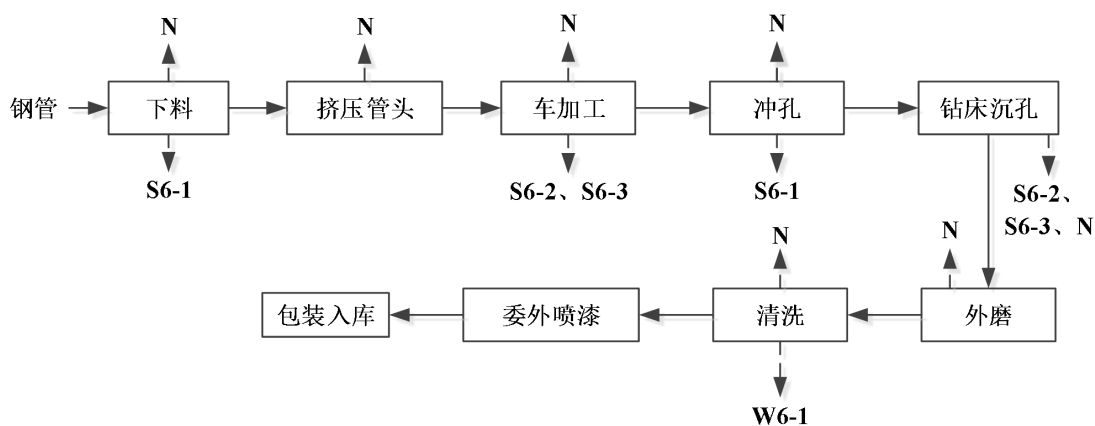 N
N
N
N
钢管
下料
挤压管头
车加工
冲孔
钻床沉孔
S6-1
S6-2、S6-3
S6-1
S6-2、
S6-3、N
N
N
包装入库
委外喷漆
清洗
外磨
W6-1